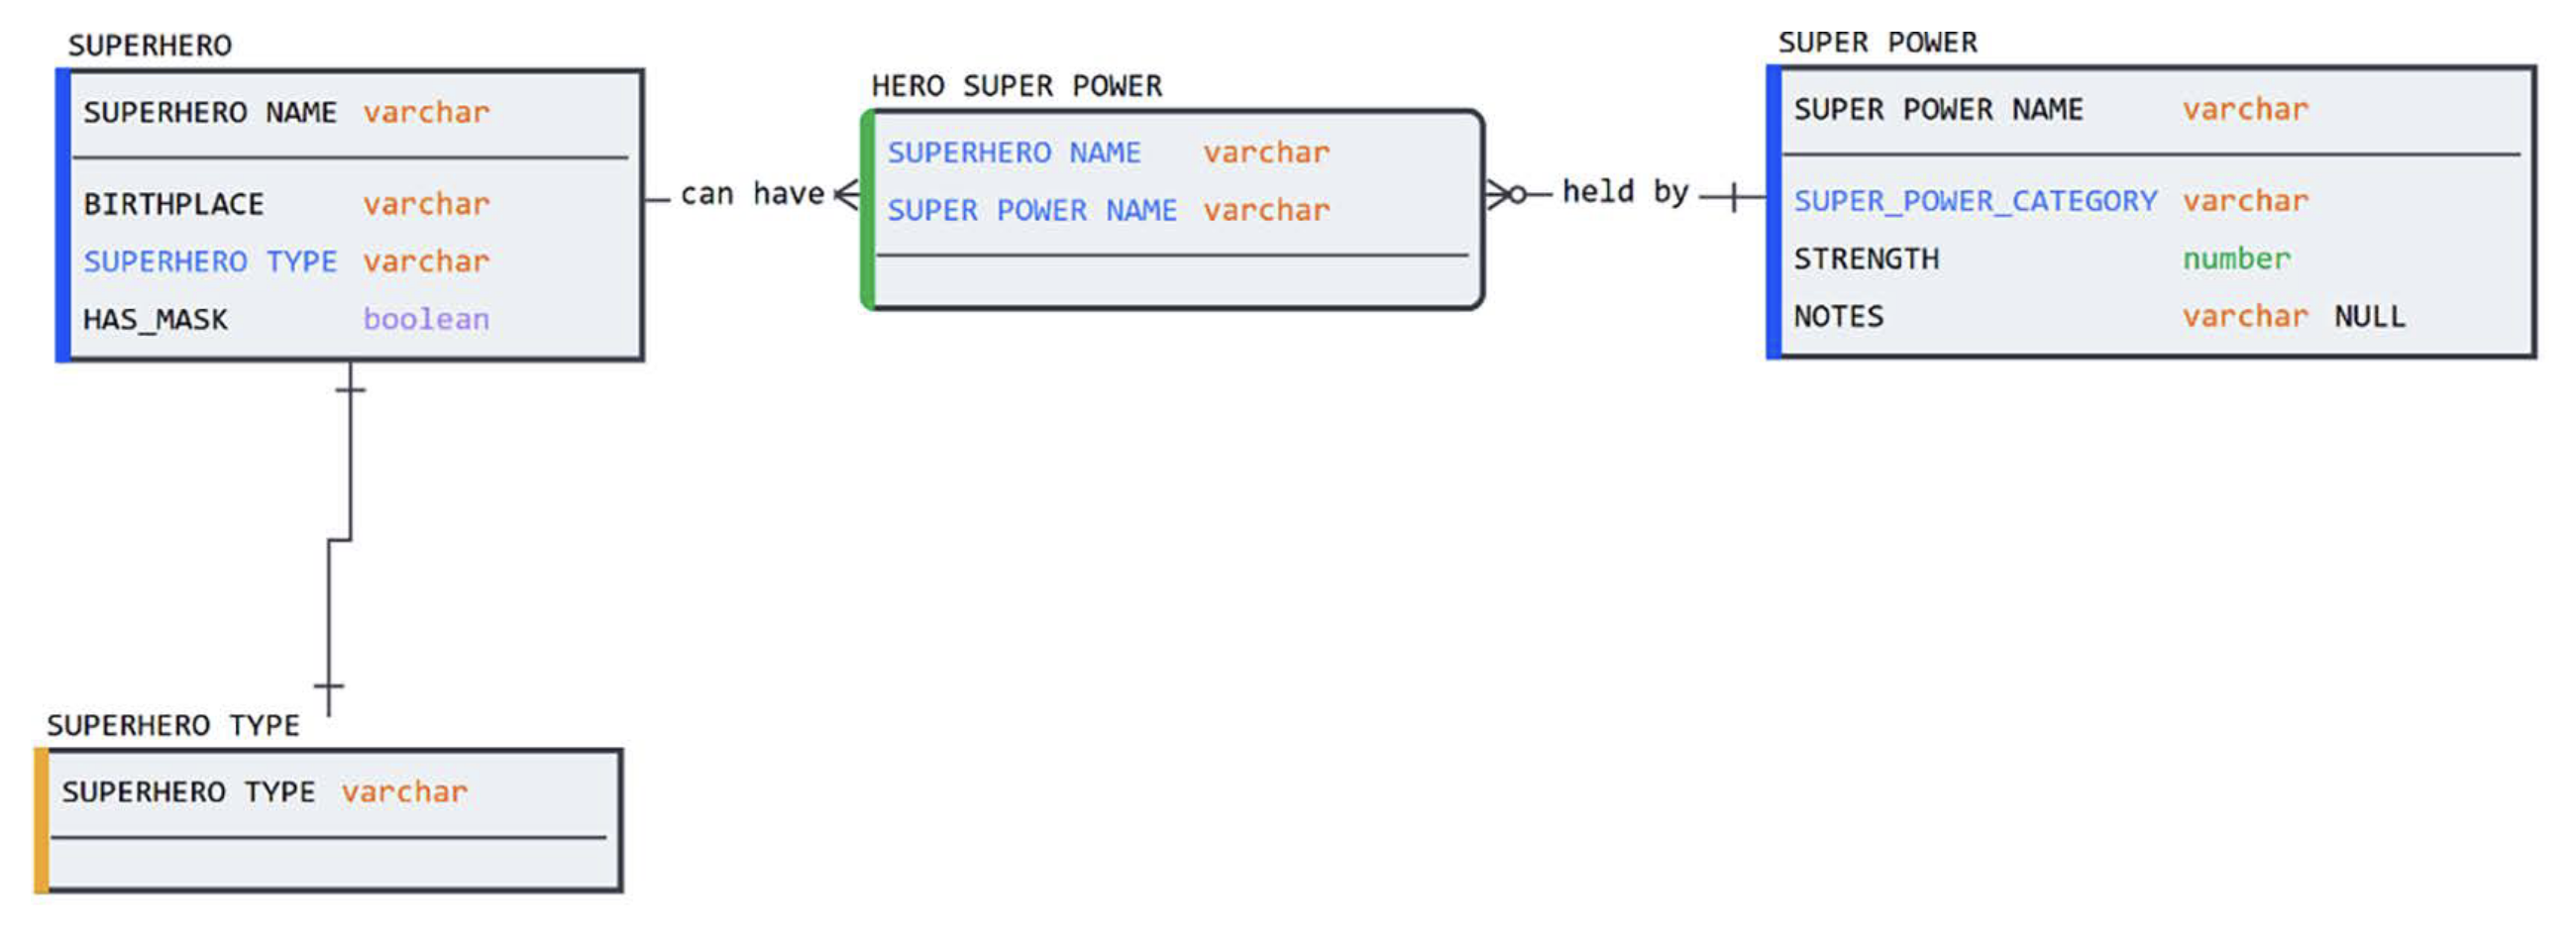 SUPERHERO
SUPERHERO NAME varchar
BIRTHPLACE varchar
SUPERHERO TYPE varchar
HAS_MASK boolean
can have
HERO SUPER POWER
SUPERHERO NAME varchar
SUPER POWER NAME varchar
held by
SUPER POWER
SUPER POWER NAME varchar
SUPER_POWER_CATEGORY varchar
STRENGTH number
NOTES varchar NULL
SUPERHERO TYPE
SUPERHERO TYPE varchar